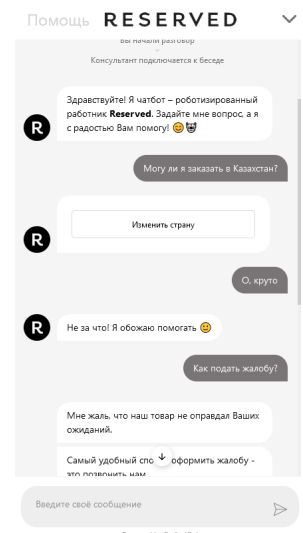 Помощь RESERVED
Вы начали разговор
Консультант подключается к беседе
Здравствуйте! Я чатбот – роботизированный
работник Reserved. Задайте мне вопрос, а я
с радостью Вам помогу! 😊 🤖
Могу ли я заказать в Казахстан?
R
Изменить страну
R
О, круто
R
Не за что! Я обожаю помогать 🙂
Как подать жалобу?
Мне жаль, что наш товар не оправдал Ваших
ожиданий.
Самый удобный спо оформить жалобу -
это позвонить нам
Введите своё сообщение